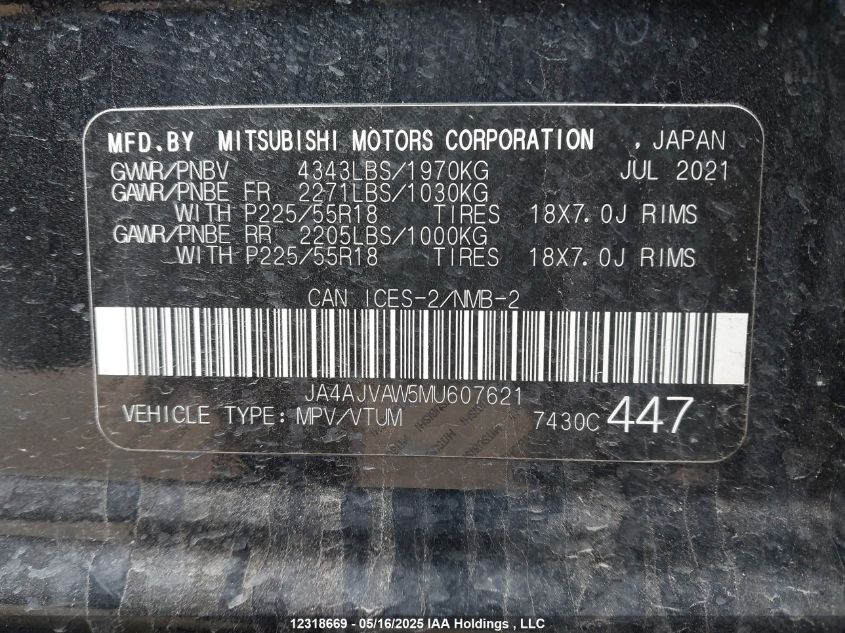 MFD.BY MITSUBISHI MOTORS CORPORATION , JAPAN
GVWR/PNBV 4343LBS/1970KG JUL 2021
GAWR/PNBE FR 2271LBS/1030KG
WITH P225/55R18 TIRES 18X7.0J RIMS
GAWR/PNBE RR 2205LBS/1000KG
WITH P225/55R18 TIRES 18X7.0J RIMS
CAN ICES-2/NMB-2
JA4AJVAW5MU607621
VEHICLE TYPE:MPV/VTUM 7430C 447
12318669 - 05/16/2025 IAA Holdings , LLC